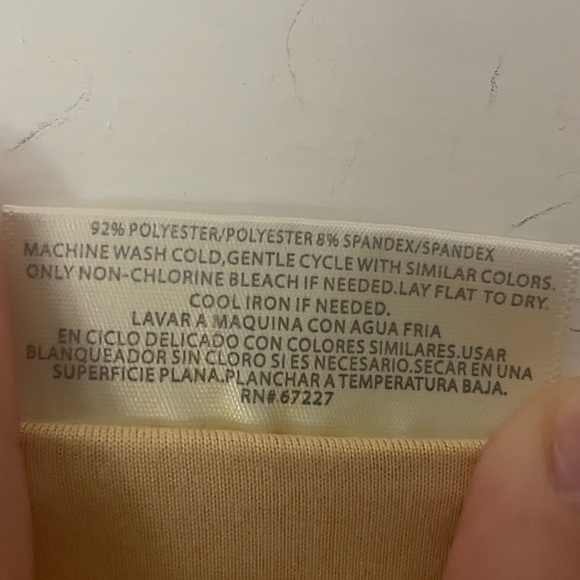 92% POLYESTER/POLYESTER 8% SPANDEX/SPANDEX
MACHINE WASH COLD,GENTLE CYCLE WITH SIMILAR COLORS.
ONLY NON-CHLORINE BLEACH IF NEEDED.LAY FLAT TO DRY.
COOL IRON IF NEEDED.
LAVAR A MAQUINA CON AGUA FRIA
EN CICLO DELICADO CON COLORES SIMILARES.USAR
BLANQUEADOR SIN CLORO SI ES NECESARIO.SECAR EN UNA
SUPERFICIE PLANA.PLANCHAR A TEMPERATURA BAJA.
RN# 67227